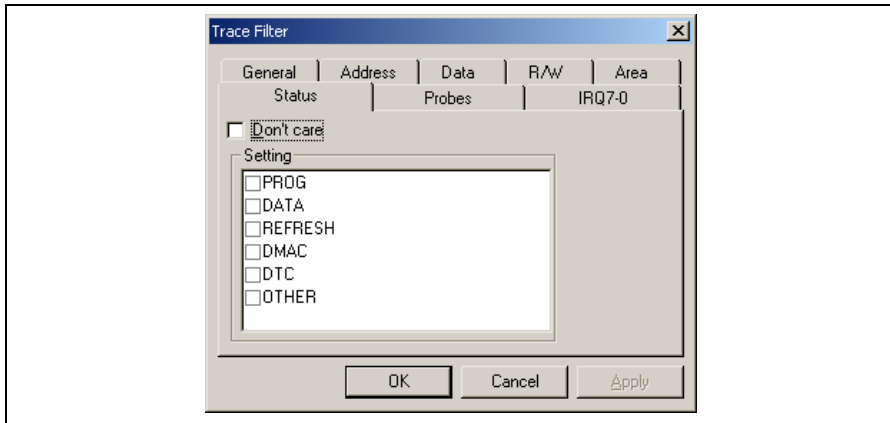 Trace Filter
General Address Data R/W Area
Status Probes IRQ7-0
Don't care
Setting
PROG
DATA
REFRESH
DMAC
DTC
OTHER
OK Cancel Apply